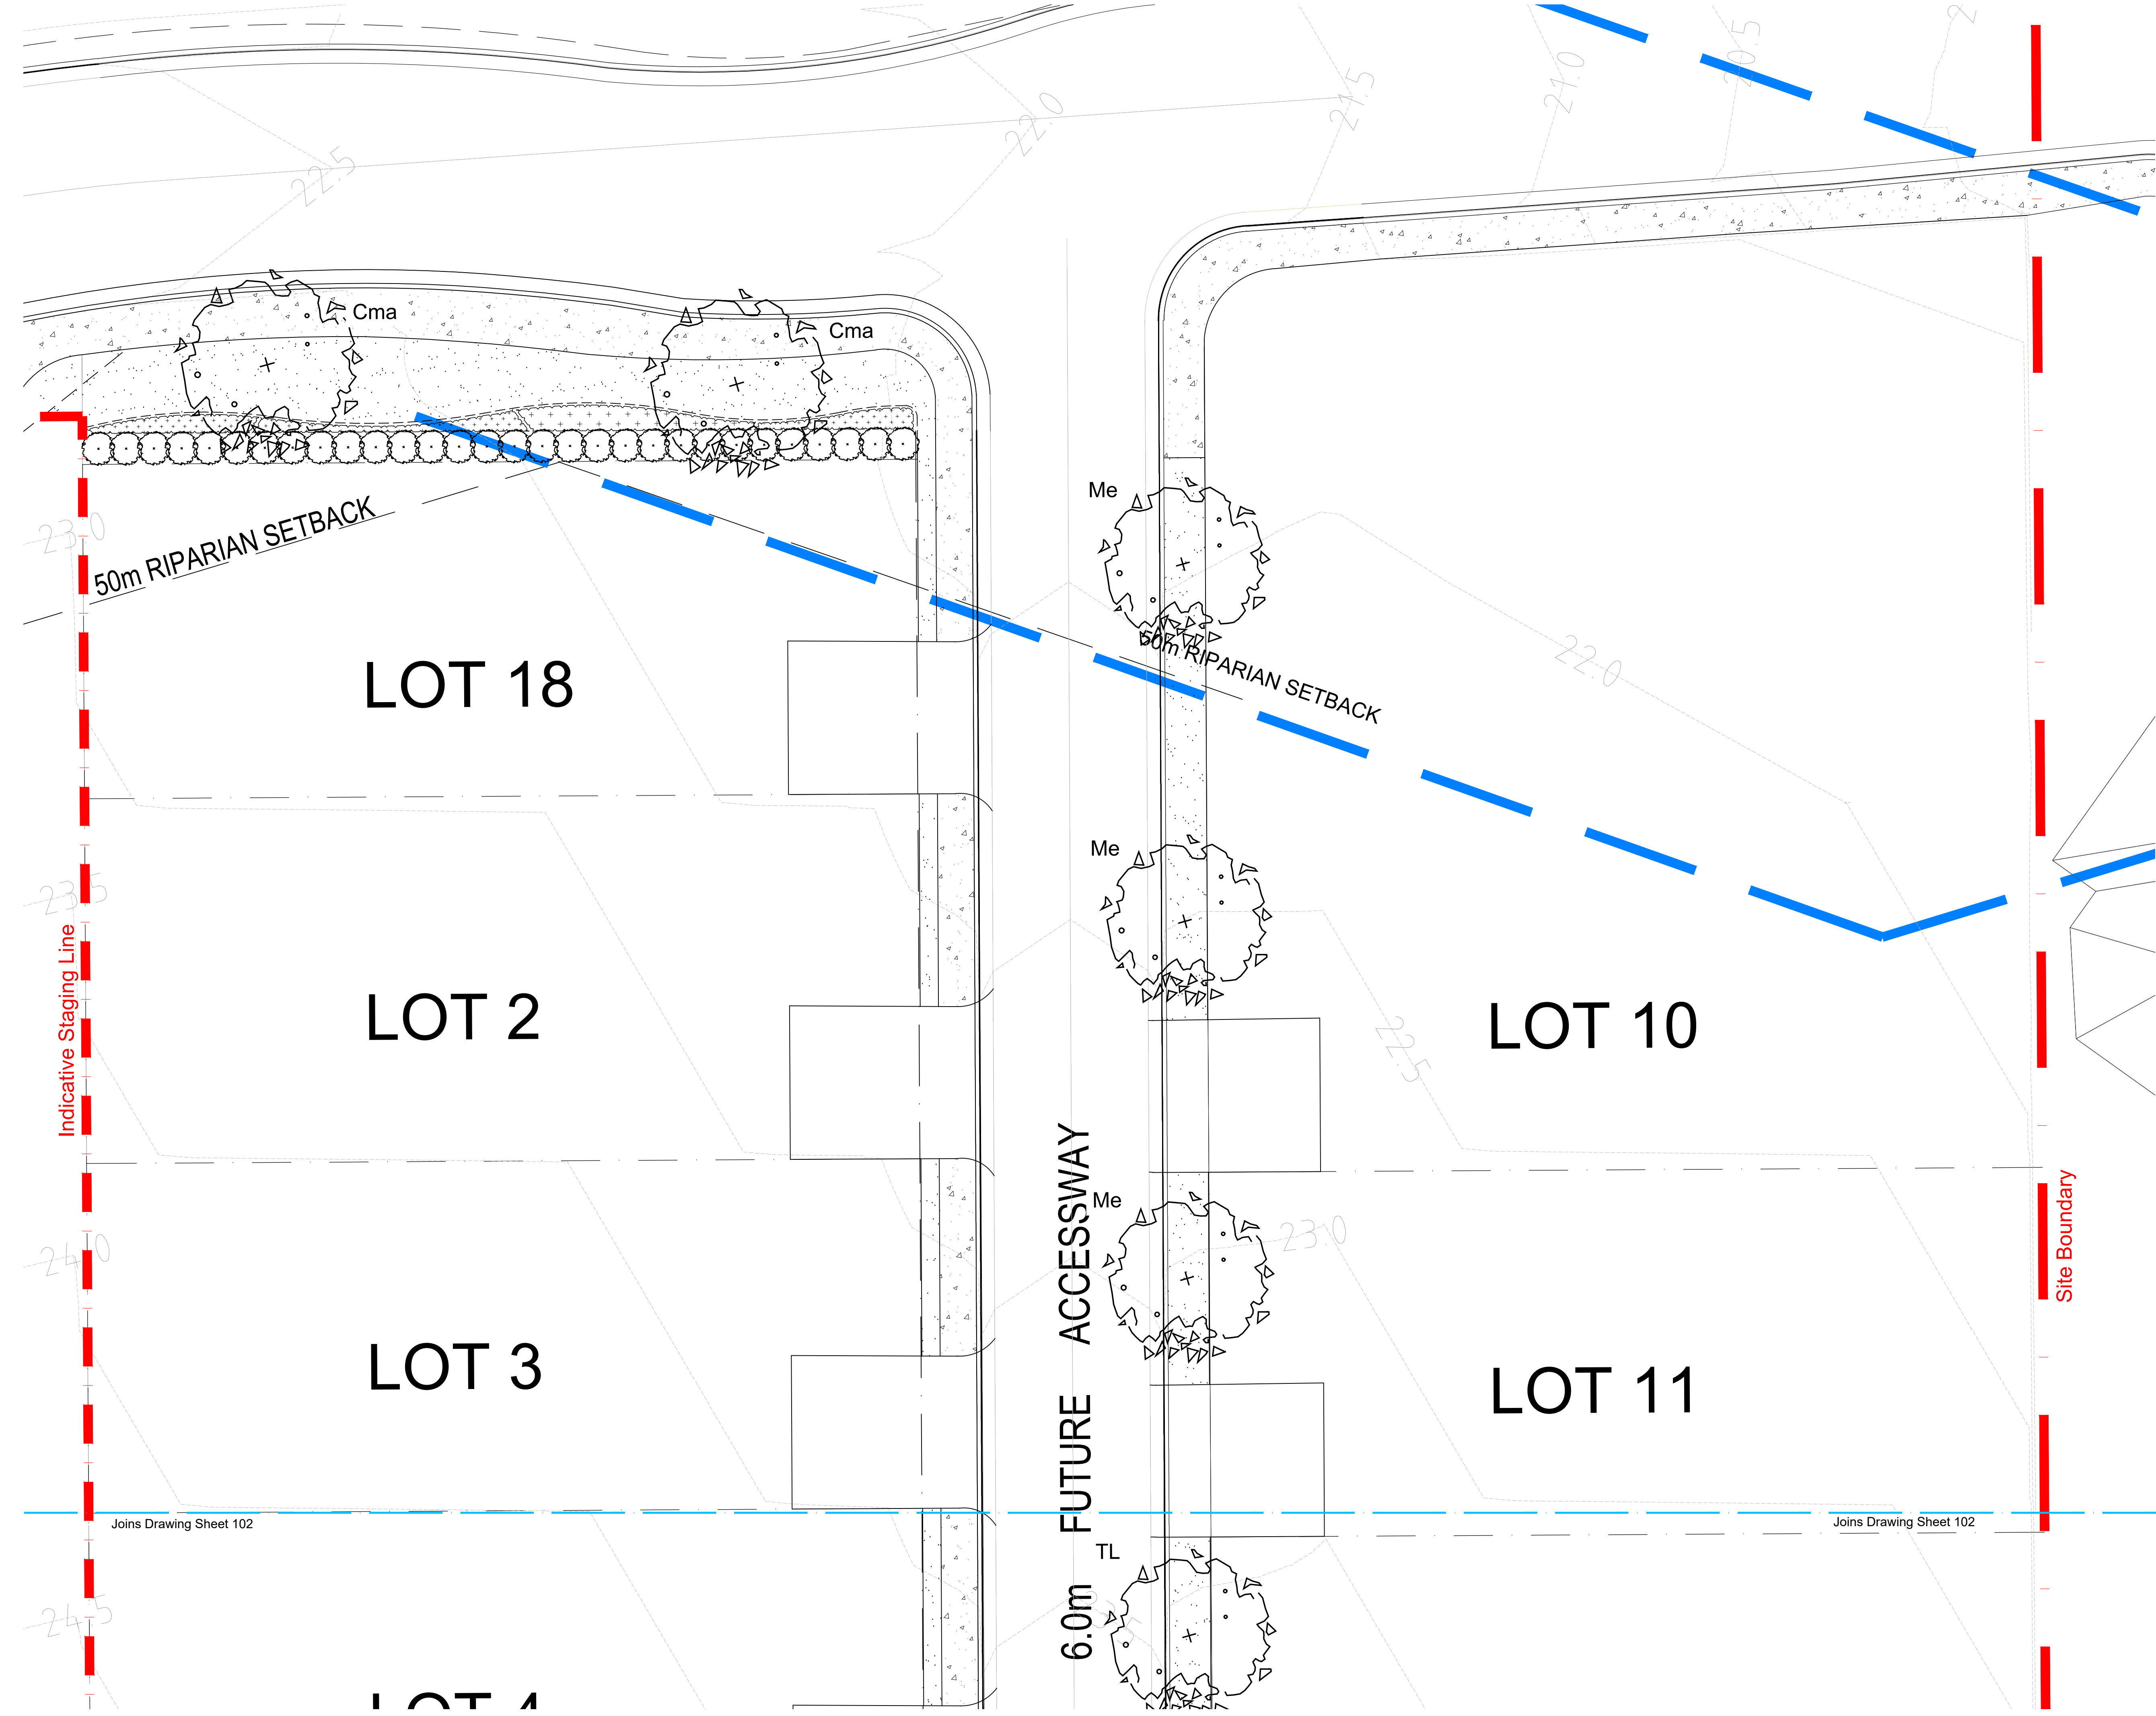 21.0
20.5
22.0
21.5
22.5
Cma
Cma
Me
23.0
50m RIPARIAN SETBACK
50m RIPARIAN SETBACK
22.0
LOT 18
Me
23.5
LOT 2
LOT 10
22.5
Indicative Staging Line
Me
23.0
24.0
Site Boundary
LOT 3
LOT 11
6.0m FUTURE ACCESSWAY
Joins Drawing Sheet 102
Joins Drawing Sheet 102
TL
24.5
LOT 4